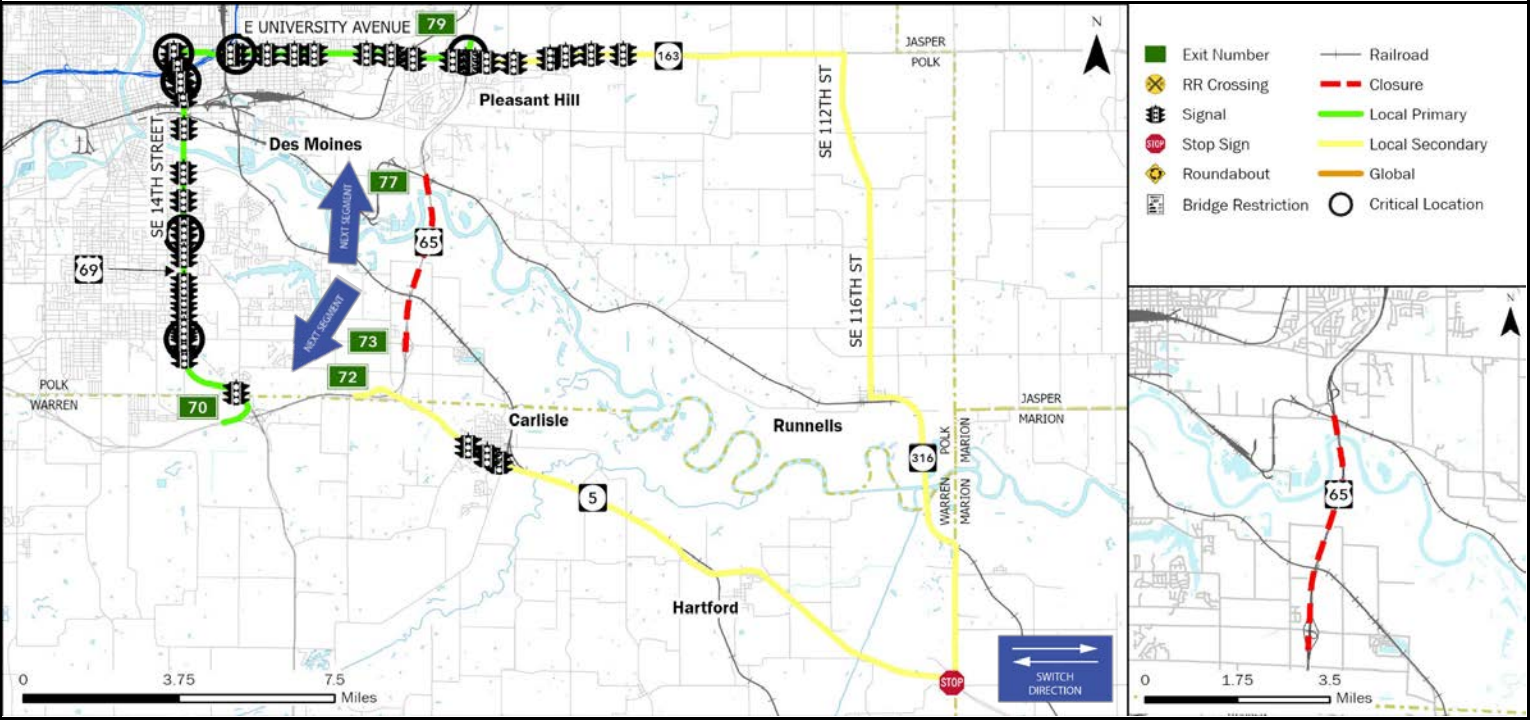 E UNIVERSITY AVENUE
79
163
JASPER
POLK
N
Pleasant Hill
SE 112TH ST
Des Moines
SE 14TH STREET
77
NEXT SEGMENT
65
69
SE 116TH ST
NEXT SEGMENT
73
72
POLK
WARREN
70
Carlisle
Runnells
JASPER
MARION
316
POLK
MARION
WARREN
MARION
5
Hartford
STOP
SWITCH
DIRECTION
0 3.75 7.5
Miles
Exit Number
RR Crossing
Signal
STOP Stop Sign
Roundabout
Bridge Restriction
Railroad
Closure
Local Primary
Local Secondary
Global
Critical Location
N
65
0 1.75 3.5
Miles